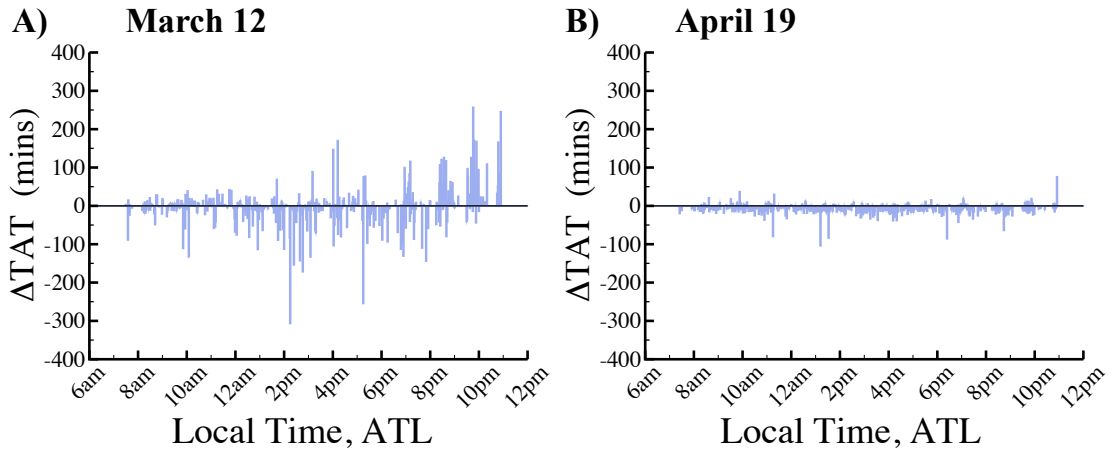 A) March 12
400
300
200
100
0
-100
-200
-300
-400
ΔTAT (mins)
6am
8am
10am
12am
2pm
4pm
6pm
8pm
10pm
12pm
Local Time, ATL
B) April 19
400
300
200
100
0
-100
-200
-300
-400
ΔTAT (mins)
6am
8am
10am
12am
2pm
4pm
6pm
8pm
10pm
12pm
Local Time, ATL